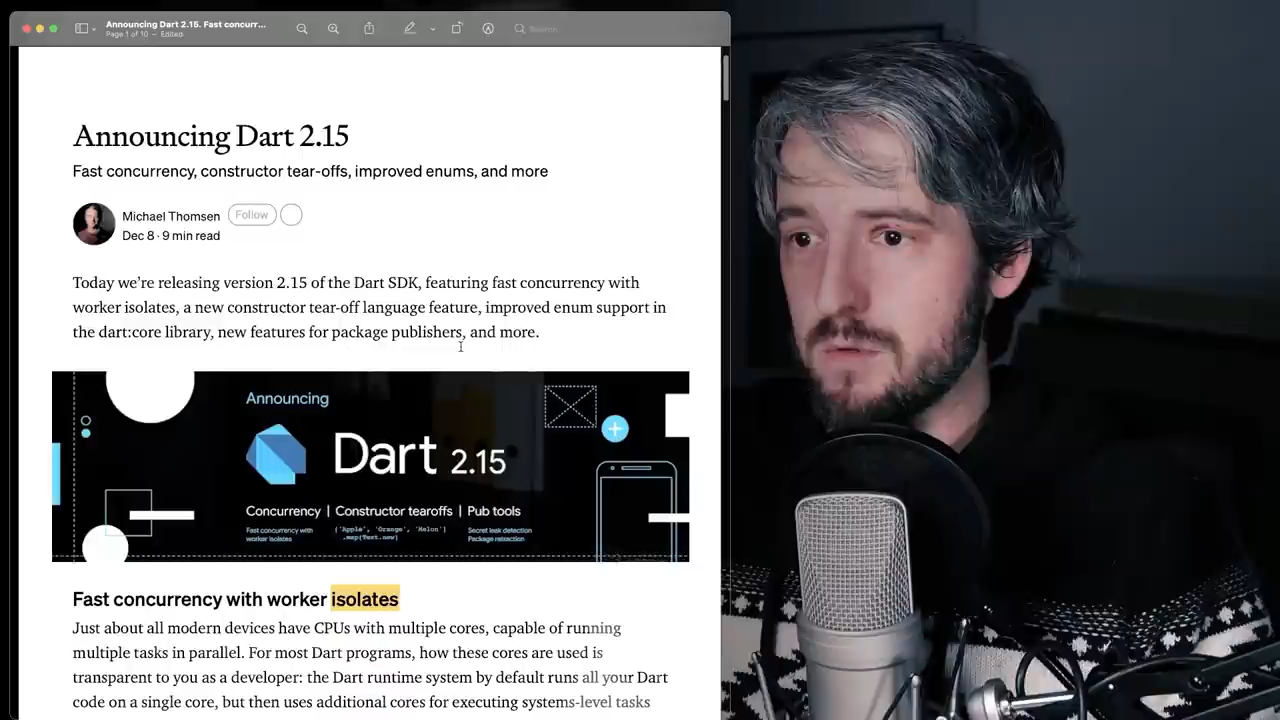 Announcing Dart 2.15. Fast concurr...
Page 1 of 10 – Edited
Search
Announcing Dart 2.15
Fast concurrency, constructor tear-offs, improved enums, and more
Michael Thomsen
Follow
Dec 8 · 9 min read
Today we’re releasing version 2.15 of the Dart SDK, featuring fast concurrency with
worker isolates, a new constructor tear-off language feature, improved enum support in
the dart:core library, new features for package publishers, and more.
Announcing
Dart 2.15
Concurrency | Constructor tearoffs | Pub tools
Fast concurrency with
worker isolates
['Apple', 'Orange', 'Melon']
.map(Text.new)
Secret leak detection
Package retraction
Fast concurrency with worker isolates
Just about all modern devices have CPUs with multiple cores, capable of running
multiple tasks in parallel. For most Dart programs, how these cores are used is
transparent to you as a developer: the Dart runtime system by default runs all your Dart
code on a single core, but then uses additional cores for executing systems-level tasks